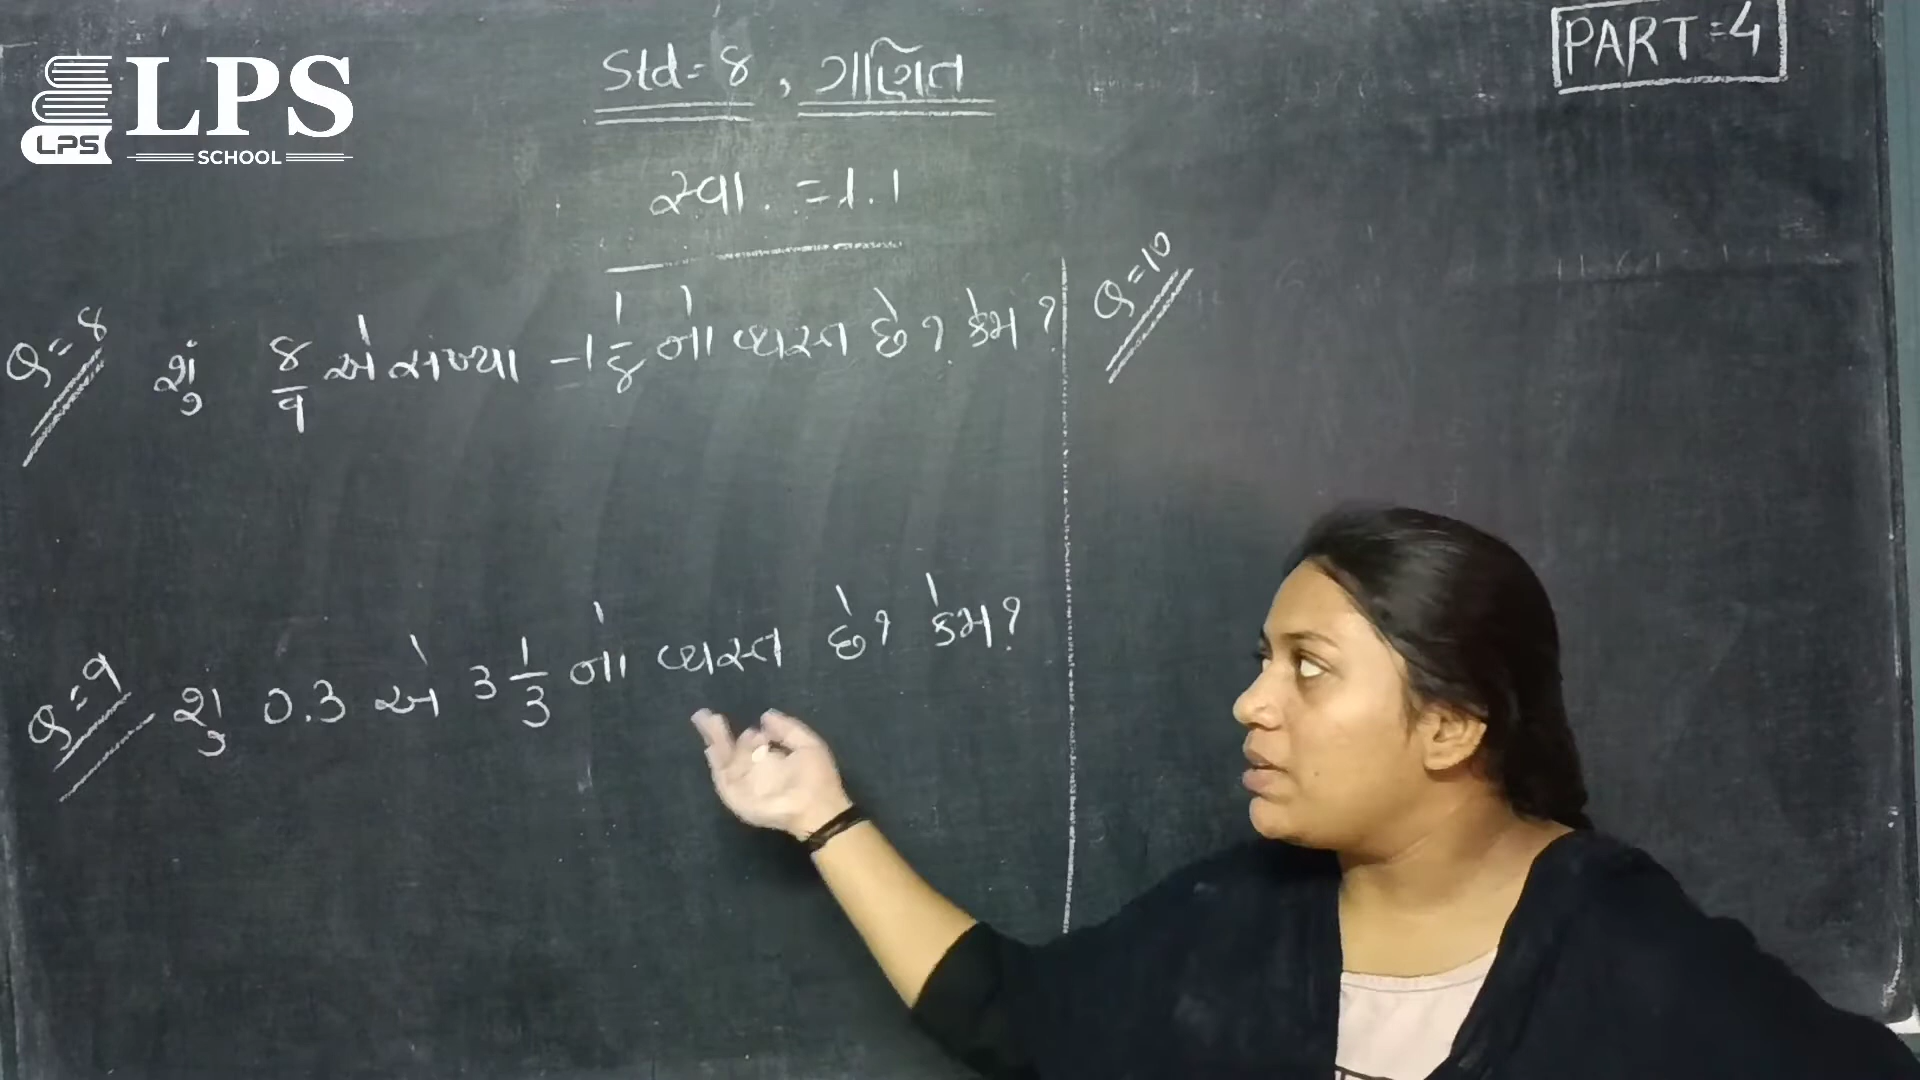 LPS
LPS
SCHOOL
PART = 4
Std = 8 , ગણિત
સ્વા. = 1.1
Q = 8 શું 8/9 એ સંખ્યા -1 1/8 નો વ્યસ્ત છે? કેમ?
Q = 9 શું 0.3 એ 3 1/3 નો વ્યસ્ત છે? કેમ?
Q = 10